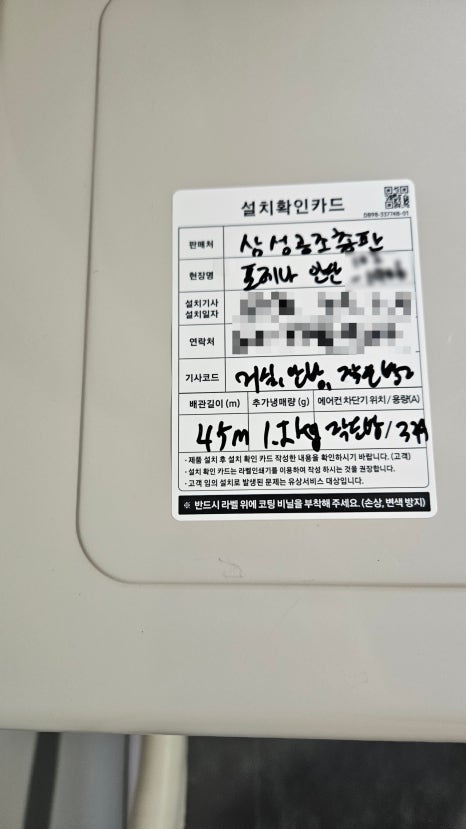 설치확인카드
DB98-33774B-01
판매처 삼성공조총판
현장명 포레나 안산
설치기사
설치일자
연락처
기사코드 거실, 안방, 작은방2
배관길이 (m) 추가냉매량 (g) 에어컨 차단기 위치 / 용량(A)
45m 1.2kg 작은방/
· 제품 설치 후 설치 확인 카드 작성한 내용을 확인하시기 바랍니다. (고객)
· 설치 확인 카드는 라벨인쇄기를 이용하여 작성 하시는 것을 권장합니다.
· 고객 임의 설치로 발생된 문제는 유상서비스 대상입니다.
※ 반드시 라벨 위에 코팅 비닐을 부착해 주세요. (손상, 변색 방지)